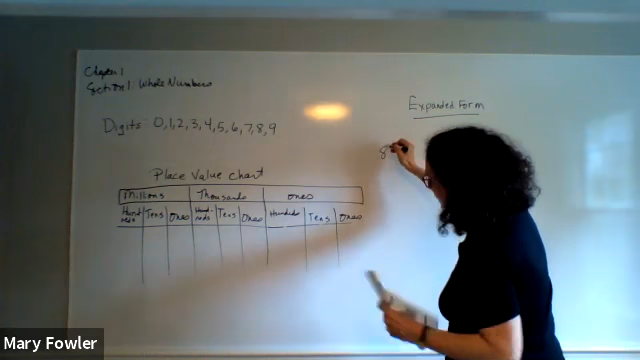 Chapter 1
Section 1: Whole Numbers
Expanded Form
Digits: 0, 1, 2, 3, 4, 5, 6, 7, 8, 9
8
Place Value Chart
Millions Thousands Ones
Tens Ones Tens Ones Hundreds Tens Ones
Mary Fowler